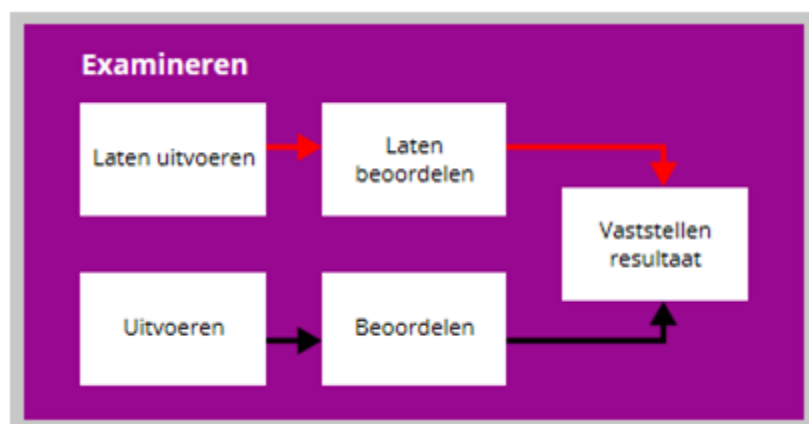 Examineren
Laten uitvoeren
Laten
beoordelen
Vaststellen
resultaat
Uitvoeren
Beoordelen